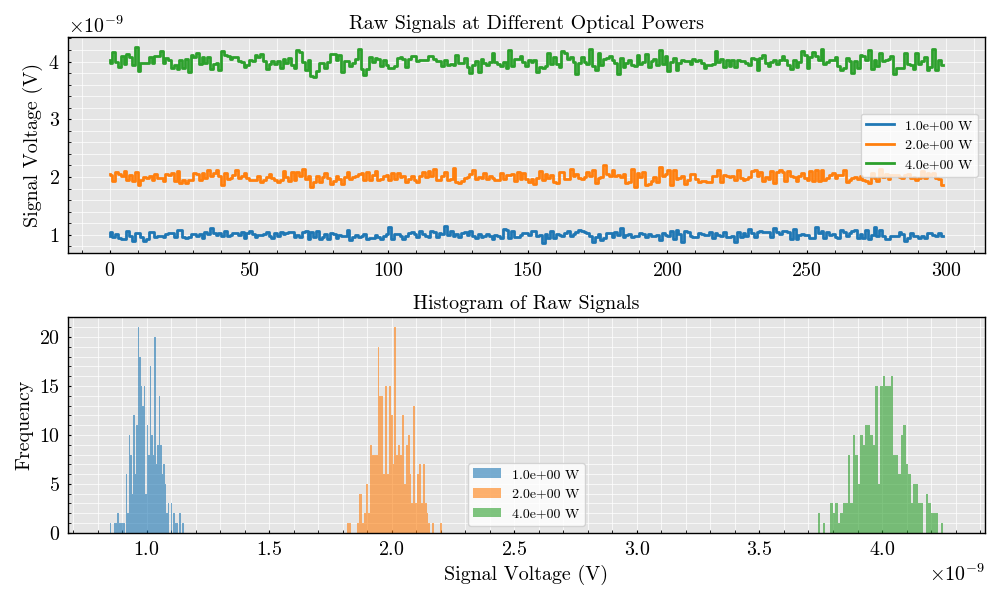 Raw Signals at Different Optical Powers
×10⁻⁹
Signal Voltage (V)
4
3
2
1
0
50
100
150
200
250
300
1.0e+00 W
2.0e+00 W
4.0e+00 W
Histogram of Raw Signals
Frequency
20
15
10
5
0
1.0
1.5
2.0
2.5
3.0
3.5
4.0
1.0e+00 W
2.0e+00 W
4.0e+00 W
Signal Voltage (V)
×10⁻⁹